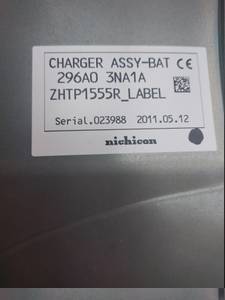 CHARGER ASSY-BAT CE
296A0 3NA1A
ZHTP1555R_LABEL
Serial.023988 2011.05.12
nichicon